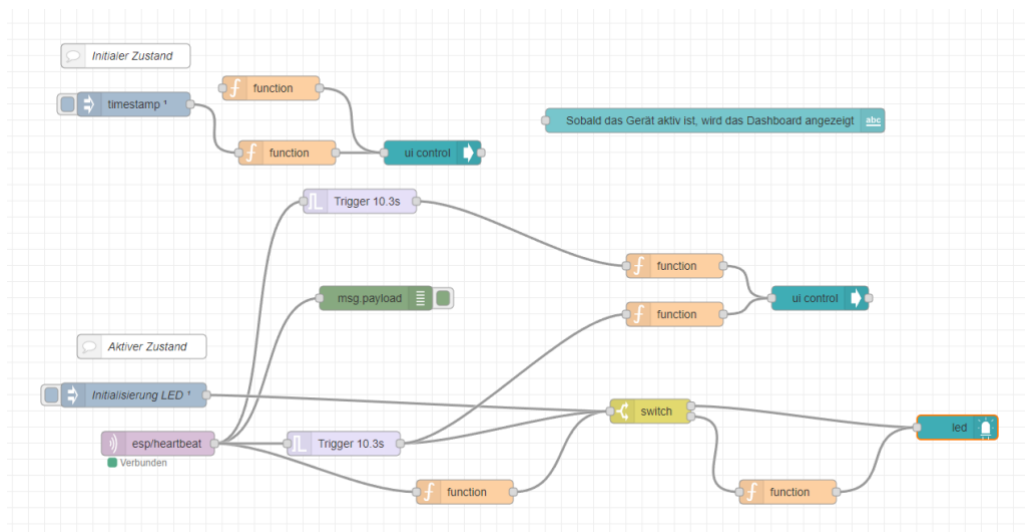 Initialer Zustand
function
timestamp ¹
Sobald das Gerät aktiv ist, wird das Dashboard angezeigt
abc
function
ui control
Trigger 10.3s
function
msg.payload
ui control
function
Aktiver Zustand
Initialisierung LED ¹
switch
led
esp/heartbeat
Trigger 10.3s
Verbunden
function
function